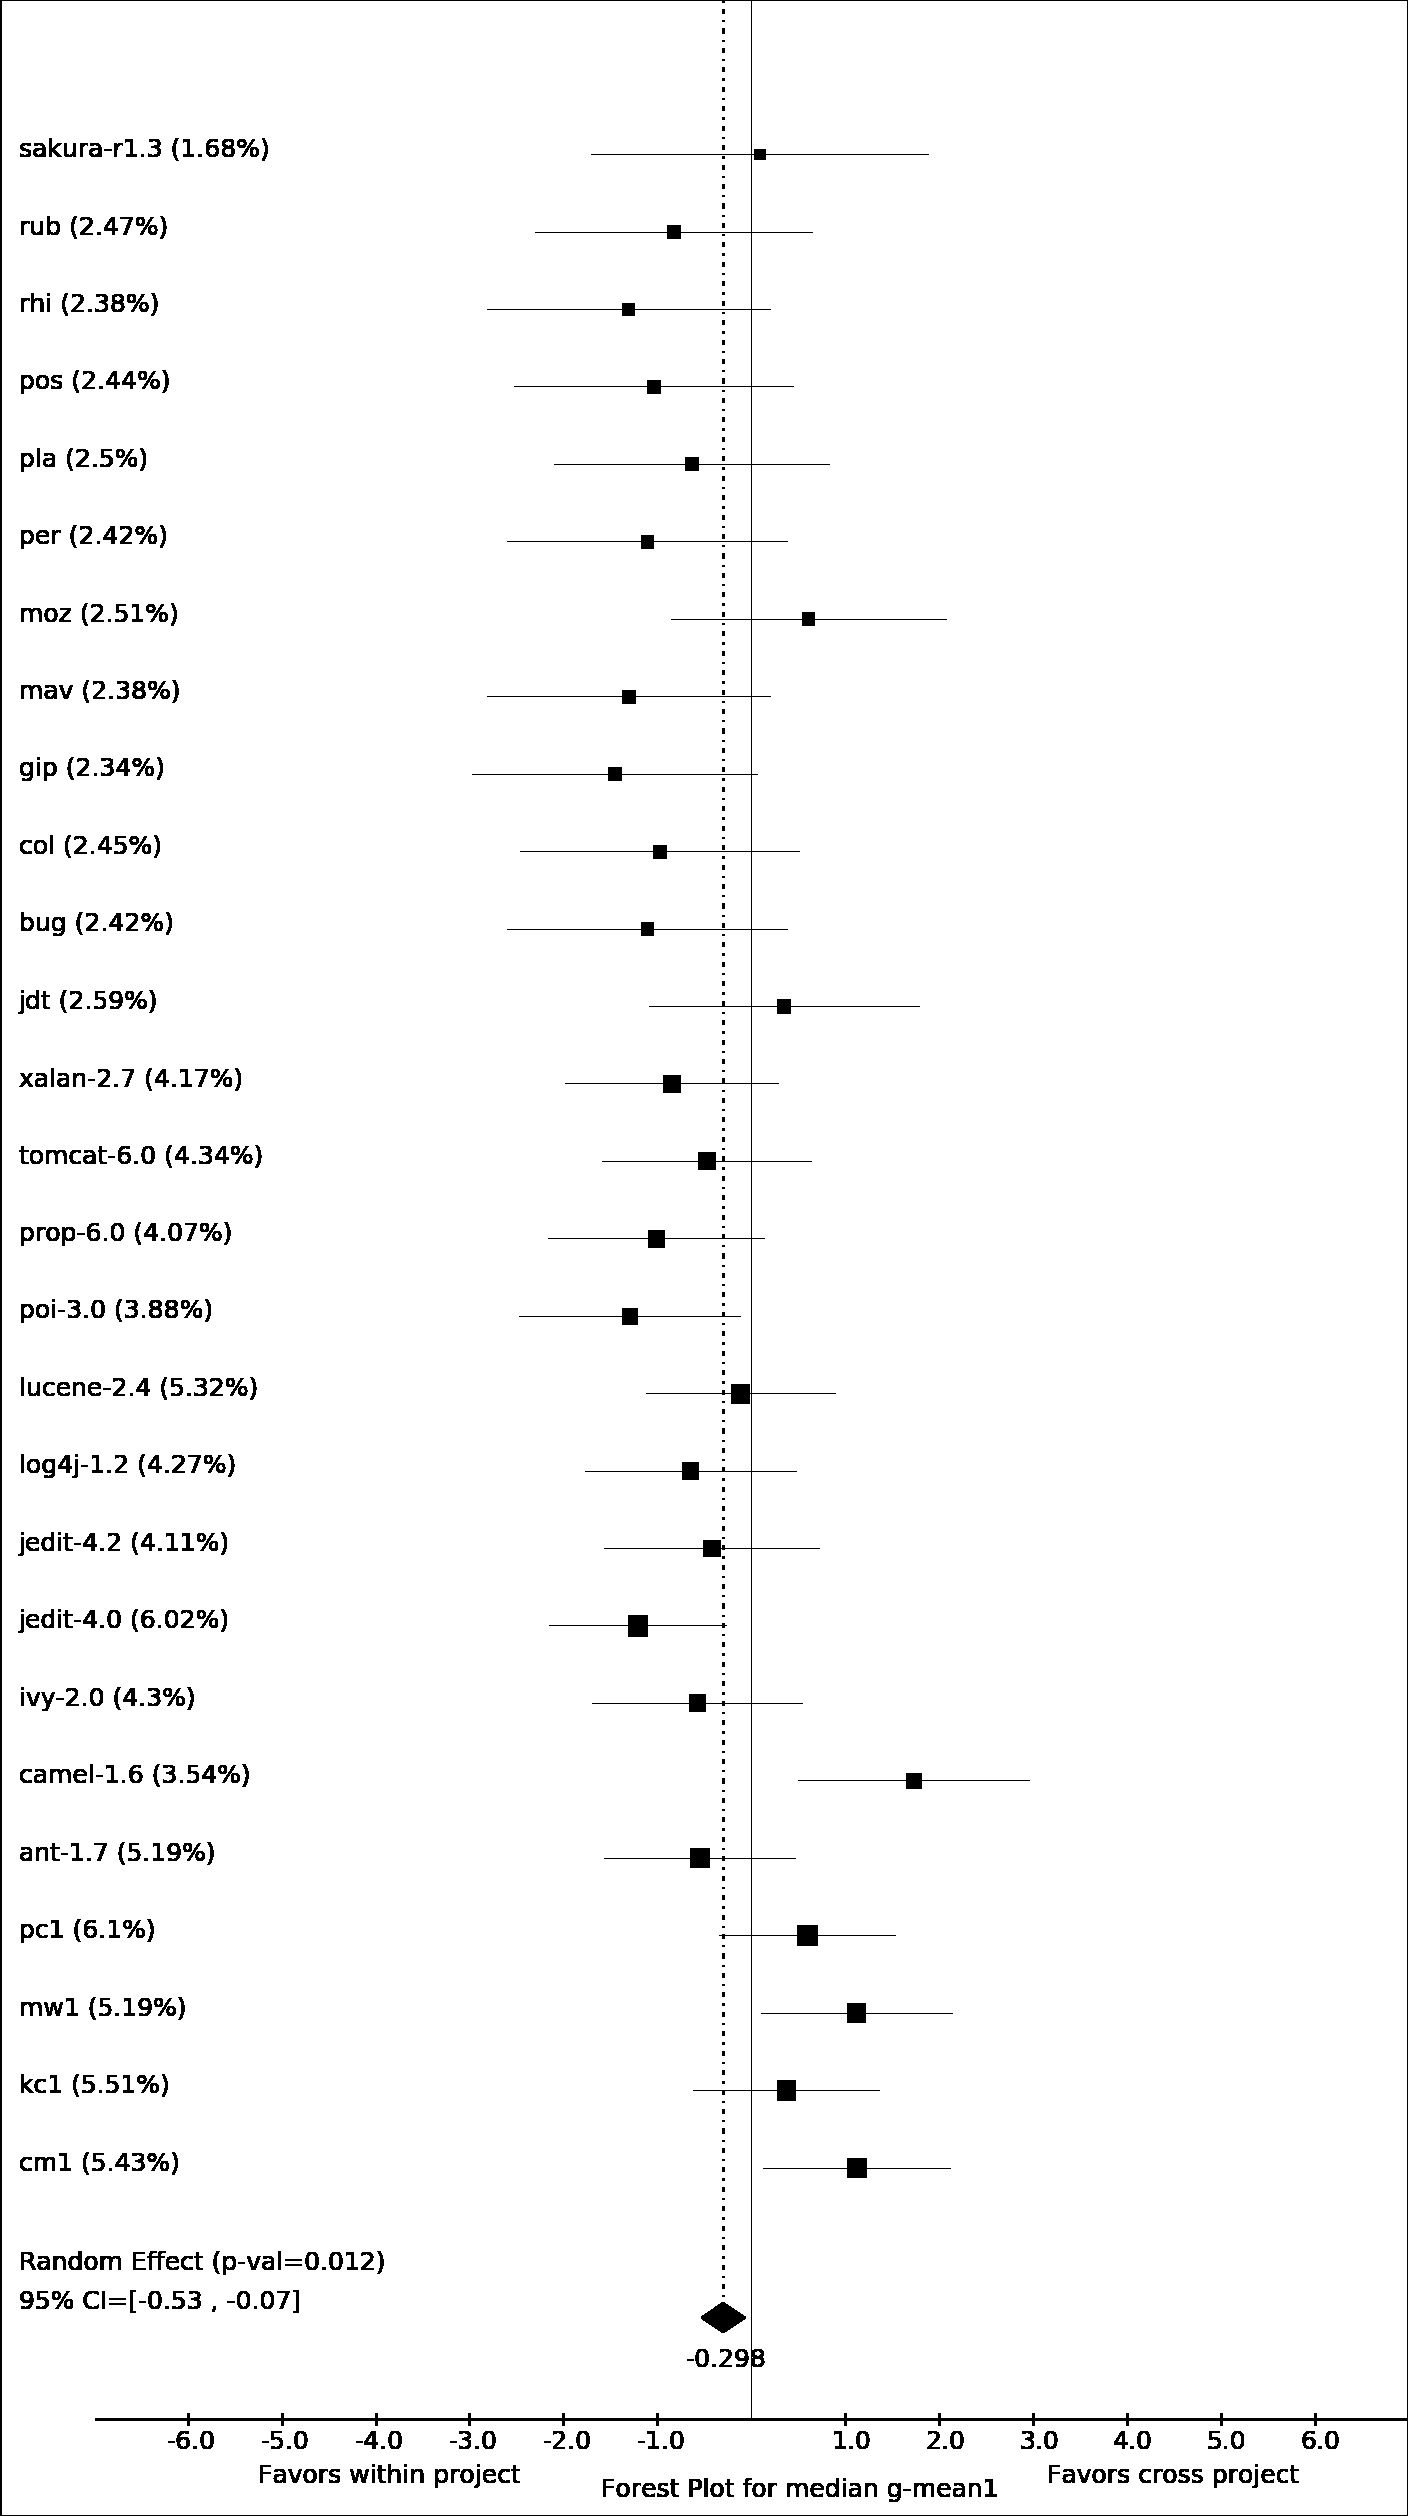 sakura-r1.3 (1.68%)
rub (2.47%)
rhi (2.38%)
pos (2.44%)
pla (2.5%)
per (2.42%)
moz (2.51%)
mav (2.38%)
gip (2.34%)
col (2.45%)
bug (2.42%)
jdt (2.59%)
xalan-2.7 (4.17%)
tomcat-6.0 (4.34%)
prop-6.0 (4.07%)
poi-3.0 (3.88%)
lucene-2.4 (5.32%)
log4j-1.2 (4.27%)
jedit-4.2 (4.11%)
jedit-4.0 (6.02%)
ivy-2.0 (4.3%)
camel-1.6 (3.54%)
ant-1.7 (5.19%)
pc1 (6.1%)
mw1 (5.19%)
kc1 (5.51%)
cm1 (5.43%)
Random Effect (p-val=0.012)
95% CI=[-0.53 , -0.07]
-0.298
-6.0 -5.0 -4.0 -3.0 -2.0 -1.0 1.0 2.0 3.0 4.0 5.0 6.0
Favors within project Favors cross project
Forest Plot for median g-mean1